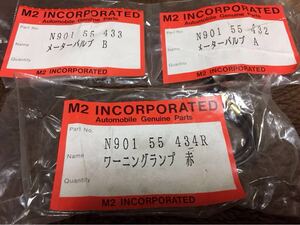 M2 INCORPORATED
Automobile Genuine Parts
Part No. N901 55 433
Name メーターバルブ B
Quantity
M2 INCORPORATED
M2 INCORPORATED
Automobile Genuine Parts
Part No. N901 55 432
Name メーターバルブ A
Quantity
M2 INCORPORATED
Automobile Genuine Parts
Part No. N901 55 434R
Name ワーニングランプ 赤
Quantity